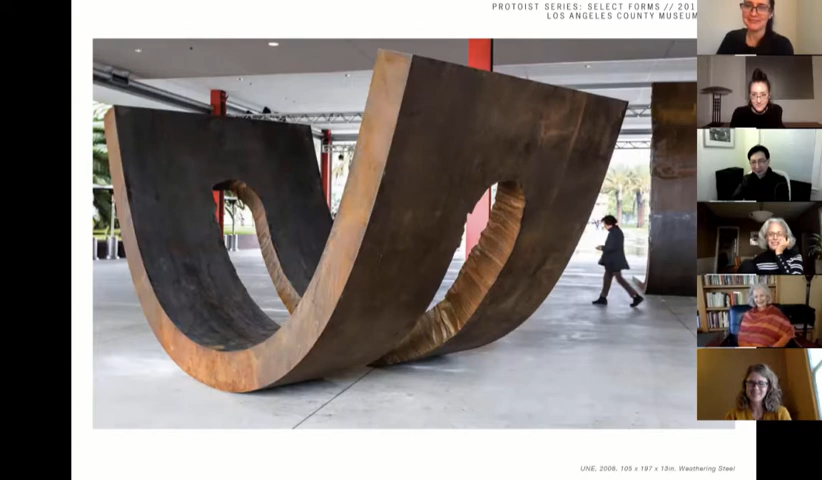 PROTOIST SERIES: SELECT FORMS // 201
LOS ANGELES COUNTY MUSEUM
UNE, 2006, 105 x 197 x 13in. Weathering Steel